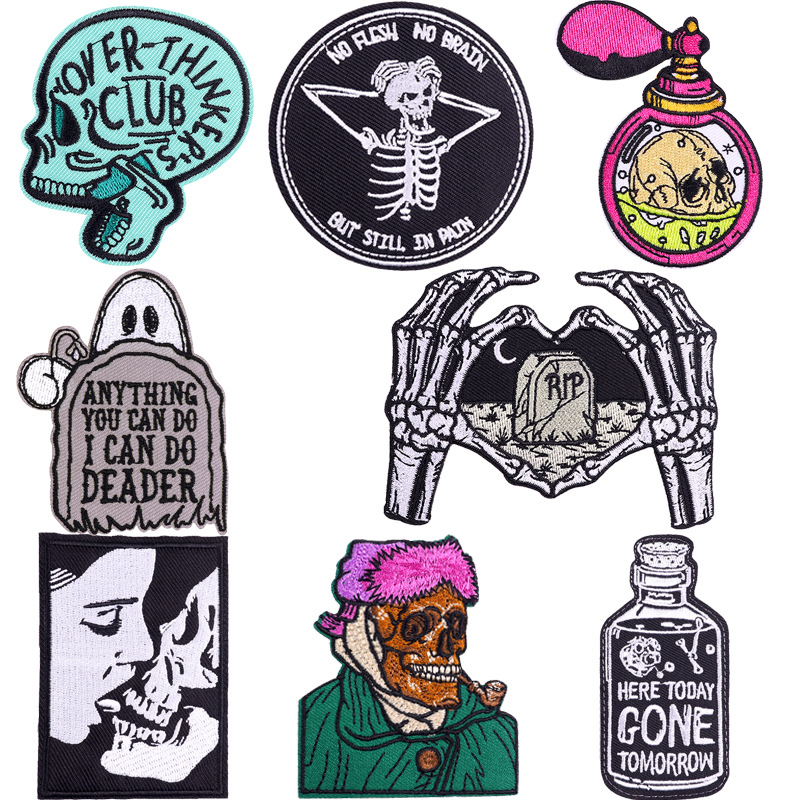 OVER-THINKER'S
CLUB
NO FLESH NO BRAIN
BUT STILL IN PAIN
ANYTHING
YOU CAN DO
I CAN DO
DEADER
RIP
HERE TODAY
GONE
TOMORROW